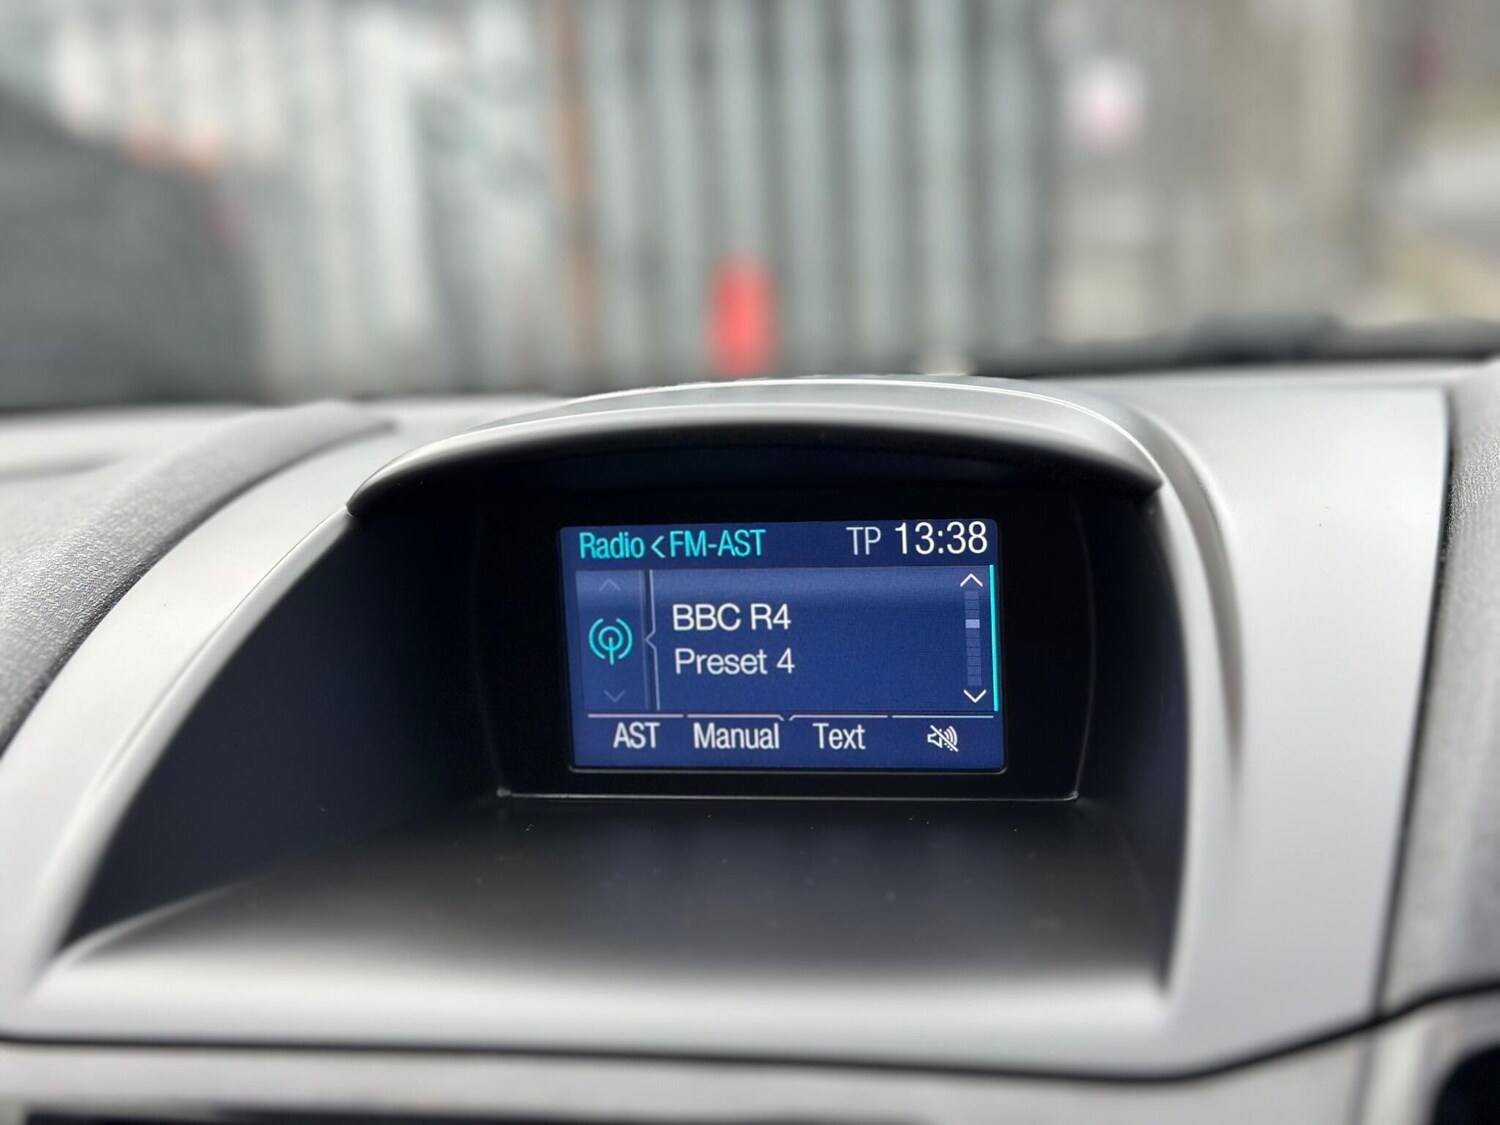 Radio < FM-AST TP 13:38
BBC R4
Preset 4
AST Manual Text